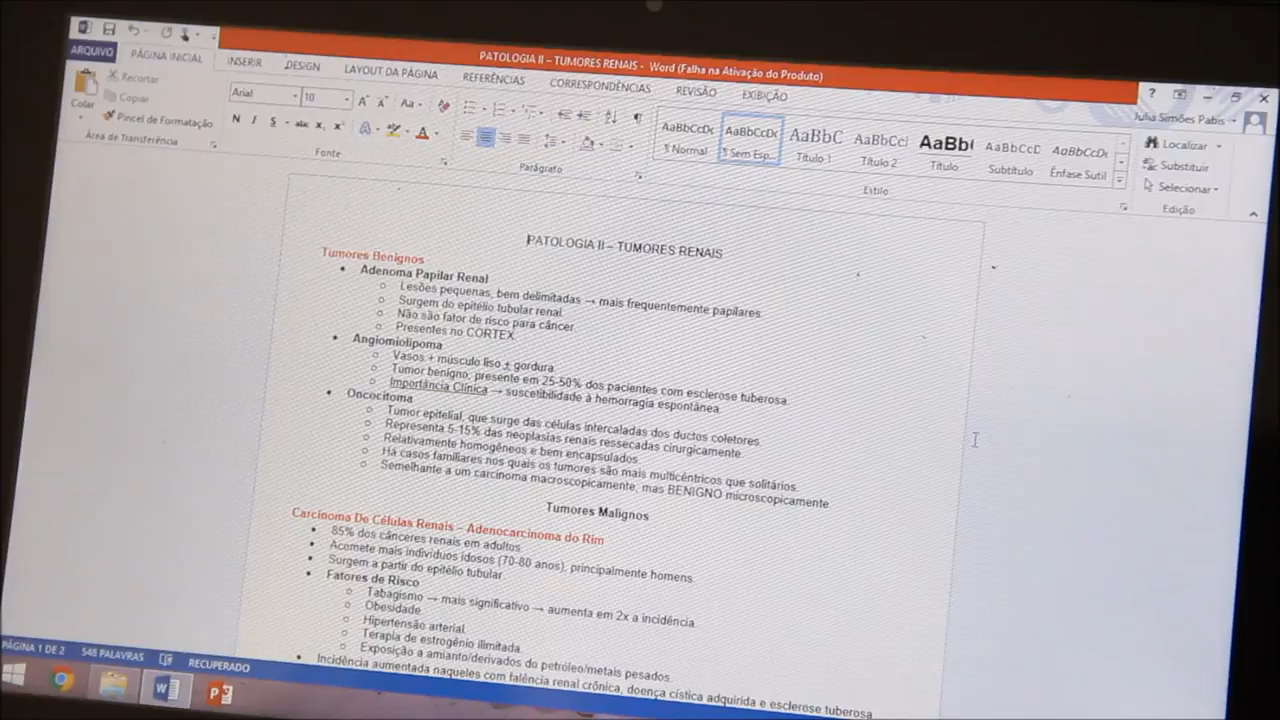 PATOLOGIA II – TUMORES RENAIS - Word (Falha na Ativação do Produto)
ARQUIVO PÁGINA INICIAL INSERIR DESIGN LAYOUT DA PÁGINA REFERÊNCIAS CORRESPONDÊNCIAS REVISÃO EXIBIÇÃO
Julia Simões Pabis
Colar
Recortar
Copiar
Pincel de Formatação
Área de Transferência
Arial 10
Aa
N I S abc x₂ x²
Fonte
Parágrafo
AaBbCcDc AaBbCcDc AaBbC AaBbCcI AaBbI AaBbCcD AaBbCcDc
¶ Normal ¶ Sem Esp... Título 1 Título 2 Título Subtítulo Ênfase Sutil
Estilo
Localizar
Substituir
Selecionar
Edição
PATOLOGIA II – TUMORES RENAIS
Tumores Benignos
• Adenoma Papilar Renal
o Lesões pequenas, bem delimitadas → mais frequentemente papilares.
o Surgem do epitélio tubular renal.
o Não são fator de risco para câncer.
o Presentes no CÓRTEX.
• Angiomiolipoma
o Vasos + músculo liso + gordura.
o Tumor benigno, presente em 25-50% dos pacientes com esclerose tuberosa.
o Importância Clínica → suscetibilidade à hemorragia espontânea.
• Oncocitoma
o Tumor epitelial, que surge das células intercaladas dos ductos coletores.
o Representa 5-15% das neoplasias renais ressecadas cirurgicamente.
o Relativamente homogêneos e bem encapsulados.
o Há casos familiares nos quais os tumores são mais multicêntricos que solitários.
o Semelhante a um carcinoma macroscopicamente, mas BENIGNO microscopicamente.
Tumores Malignos
Carcinoma De Células Renais – Adenocarcinoma do Rim
• 85% dos cânceres renais em adultos.
• Acomete mais indivíduos idosos (70-80 anos), principalmente homens.
• Surgem a partir do epitélio tubular.
• Fatores de Risco
o Tabagismo → mais significativo → aumenta em 2x a incidência.
o Obesidade.
o Hipertensão arterial.
o Terapia de estrogênio ilimitada.
o Exposição a amianto/derivados do petróleo/metais pesados.
• Incidência aumentada naqueles com falência renal crônica, doença cística adquirida e esclerose tuberosa
PÁGINA 1 DE 2 548 PALAVRAS RECUPERADO